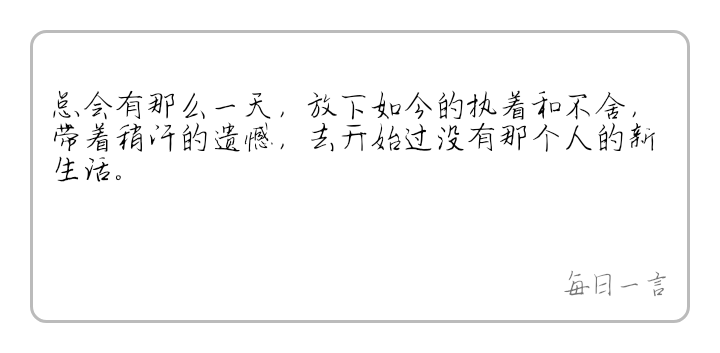 总会有那么一天，放下如今的执着和不舍，
带着稍汗的遗憾，去开始过没有那个人的新
生活。
每日一言